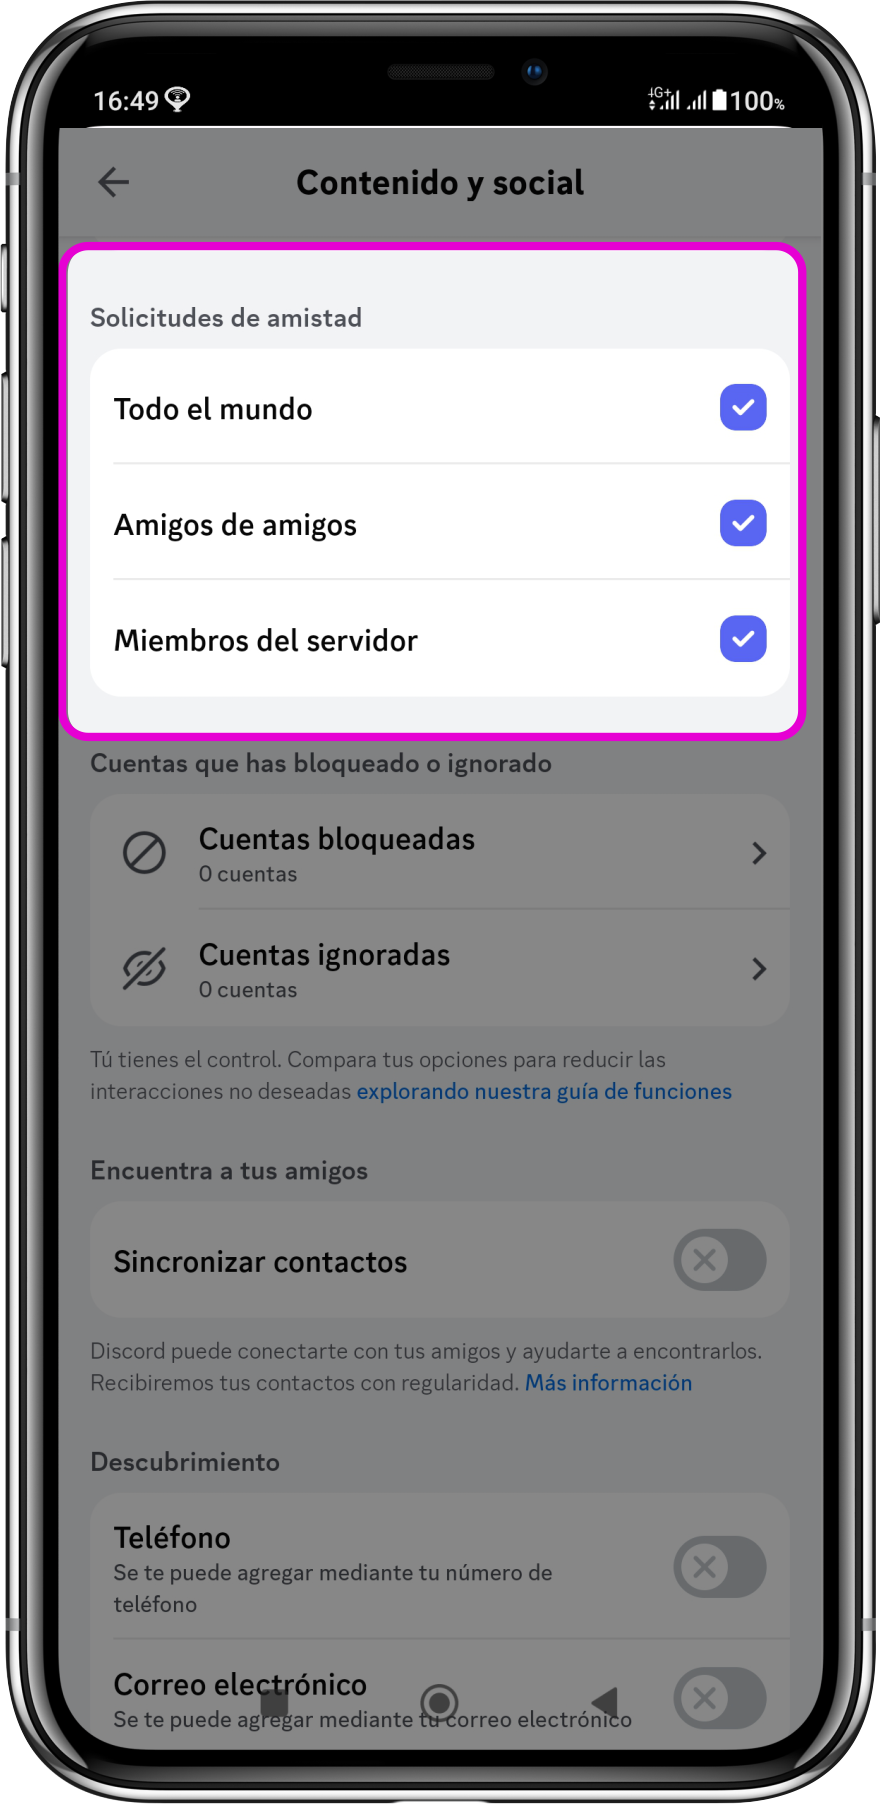 16:49
4G+
100%
Contenido y social
Solicitudes de amistad
Todo el mundo
Amigos de amigos
Miembros del servidor
Cuentas que has bloqueado o ignorado
Cuentas bloqueadas
0 cuentas
Cuentas ignoradas
0 cuentas
Tú tienes el control. Compara tus opciones para reducir las
interacciones no deseadas explorando nuestra guía de funciones
Encuentra a tus amigos
Sincronizar contactos
Discord puede conectarte con tus amigos y ayudarte a encontrarlos.
Recibiremos tus contactos con regularidad. Más información
Descubrimiento
Teléfono
Se te puede agregar mediante tu número de
teléfono
Correo electrónico
Se te puede agregar mediante tu correo electrónico